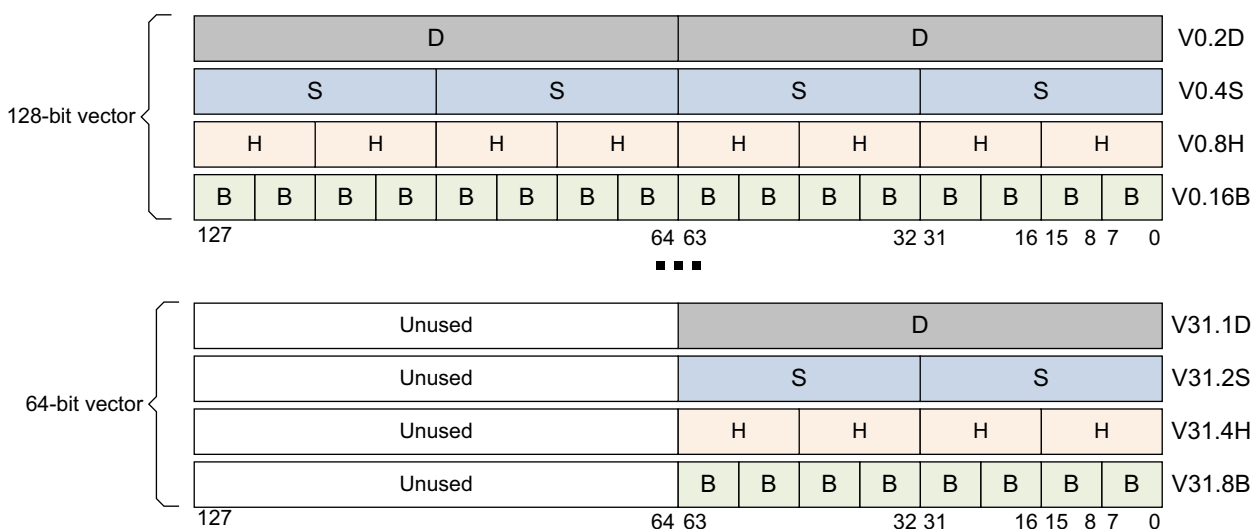 D D V0.2D
S S S S V0.4S
128-bit vector
H H H H H H H H V0.8H
B B B B B B B B B B B B B B B B V0.16B
127 64 63 32 31 16 15 8 7 0
...
Unused D V31.1D
Unused S S V31.2S
64-bit vector
Unused H H H H V31.4H
Unused B B B B B B B B V31.8B
127 64 63 32 31 16 15 8 7 0